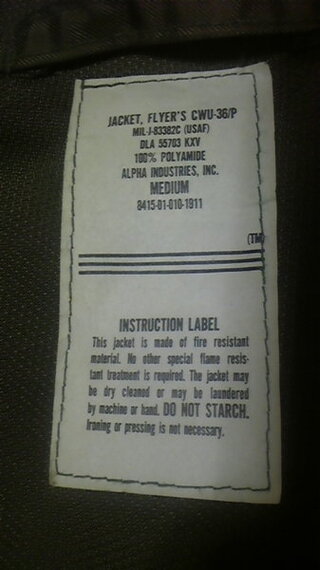 JACKET, FLYER'S CWU-36/P
MIL-J-83382C (USAF)
DLA 55703 KXV
100% POLYAMIDE
ALPHA INDUSTRIES, INC.
MEDIUM
8415-01-010-1911
(TM)
INSTRUCTION LABEL
This jacket is made of fire resistant
material. No other special flame resis-
tant treatment is required. The jacket may
be dry cleaned or may be laundered
by machine or hand. DO NOT STARCH.
Ironing or pressing is not necessary.